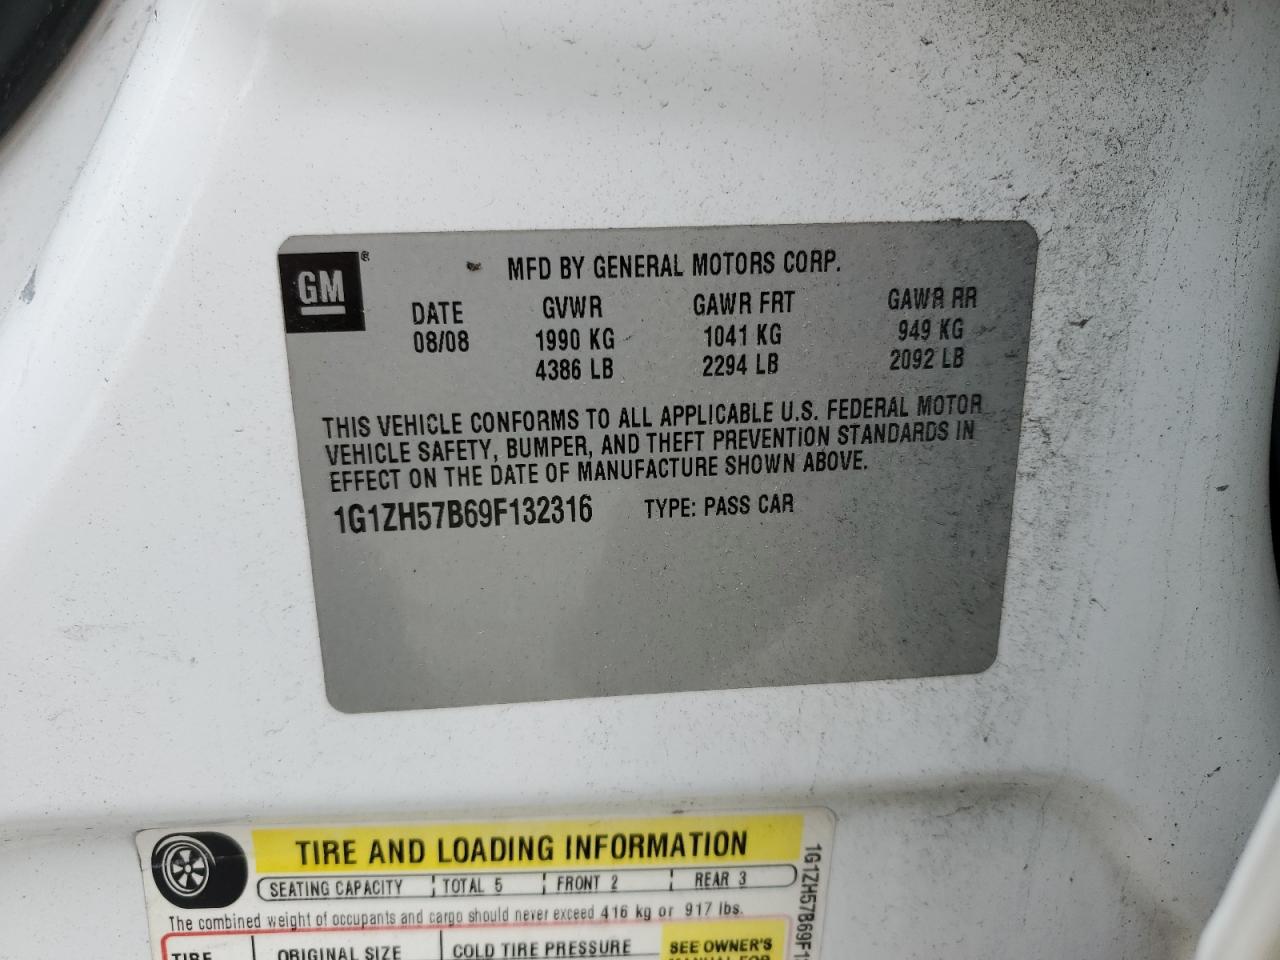 GM®
MFD BY GENERAL MOTORS CORP.
DATE GVWR GAWR FRT GAWR RR
08/08 1990 KG 1041 KG 949 KG
4386 LB 2294 LB 2092 LB
THIS VEHICLE CONFORMS TO ALL APPLICABLE U.S. FEDERAL MOTOR
VEHICLE SAFETY, BUMPER, AND THEFT PREVENTION STANDARDS IN
EFFECT ON THE DATE OF MANUFACTURE SHOWN ABOVE.
1G1ZH57B69F132316 TYPE: PASS CAR
TIRE AND LOADING INFORMATION
SEATING CAPACITY TOTAL 5 FRONT 2 REAR 3
The combined weight of occupants and cargo should never exceed 416 kg or 917 lbs.
TIRE ORIGINAL SIZE COLD TIRE PRESSURE SEE OWNER'S
MANUAL FOR
1G1ZH57B69F1